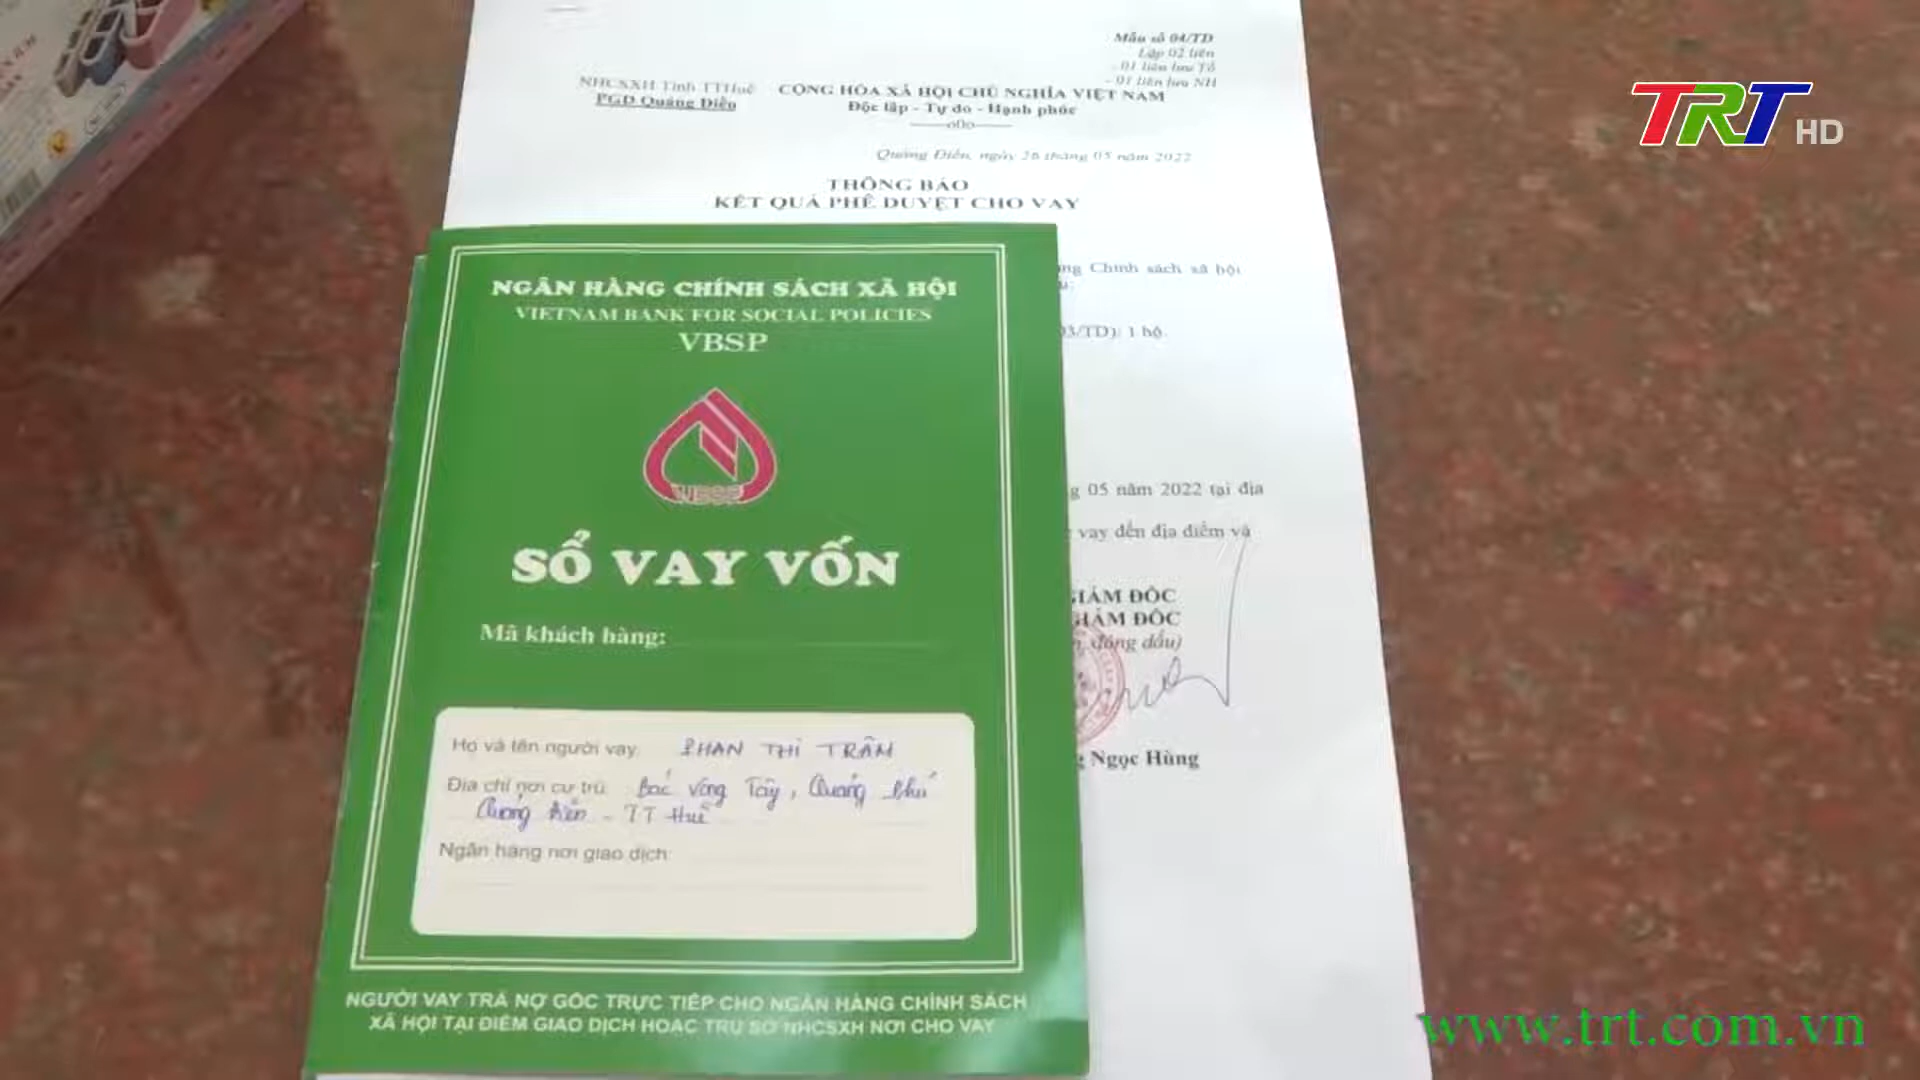 Mẫu số 04/TD
Lập 02 liên
- 01 liên lưu Tổ
- 01 liên lưu NH
NHCSXH Tỉnh TTHuế
PGD Quảng Điền
CỘNG HÒA XÃ HỘI CHỦ NGHĨA VIỆT NAM
Độc lập - Tự do - Hạnh phúc
——o0o——
Quảng Điền, ngày 26 tháng 05 năm 2022
THÔNG BÁO
KẾT QUẢ PHÊ DUYỆT CHO VAY
TRT HD
ng Chính sách xã hội
u:
03/TD): 1 hộ.
g 05 năm 2022 tại địa
vay đến địa điểm và
GIÁM ĐỐC
GIÁM ĐỐC
đóng dấu)
g Ngọc Hùng
NGÂN HÀNG CHÍNH SÁCH XÃ HỘI
VIETNAM BANK FOR SOCIAL POLICIES
VBSP
VBSP
SỔ VAY VỐN
Mã khách hàng:
Họ và tên người vay: PHAN THỊ TRÂM
Địa chỉ nơi cư trú: Bác Vọng Tây, Quảng Phú
Quảng Điền - TT Huế
Ngân hàng nơi giao dịch:
NGƯỜI VAY TRẢ NỢ GỐC TRỰC TIẾP CHO NGÂN HÀNG CHÍNH SÁCH
XÃ HỘI TẠI ĐIỂM GIAO DỊCH HOẶC TRỤ SỞ NHCSXH NƠI CHO VAY
www.trt.com.vn